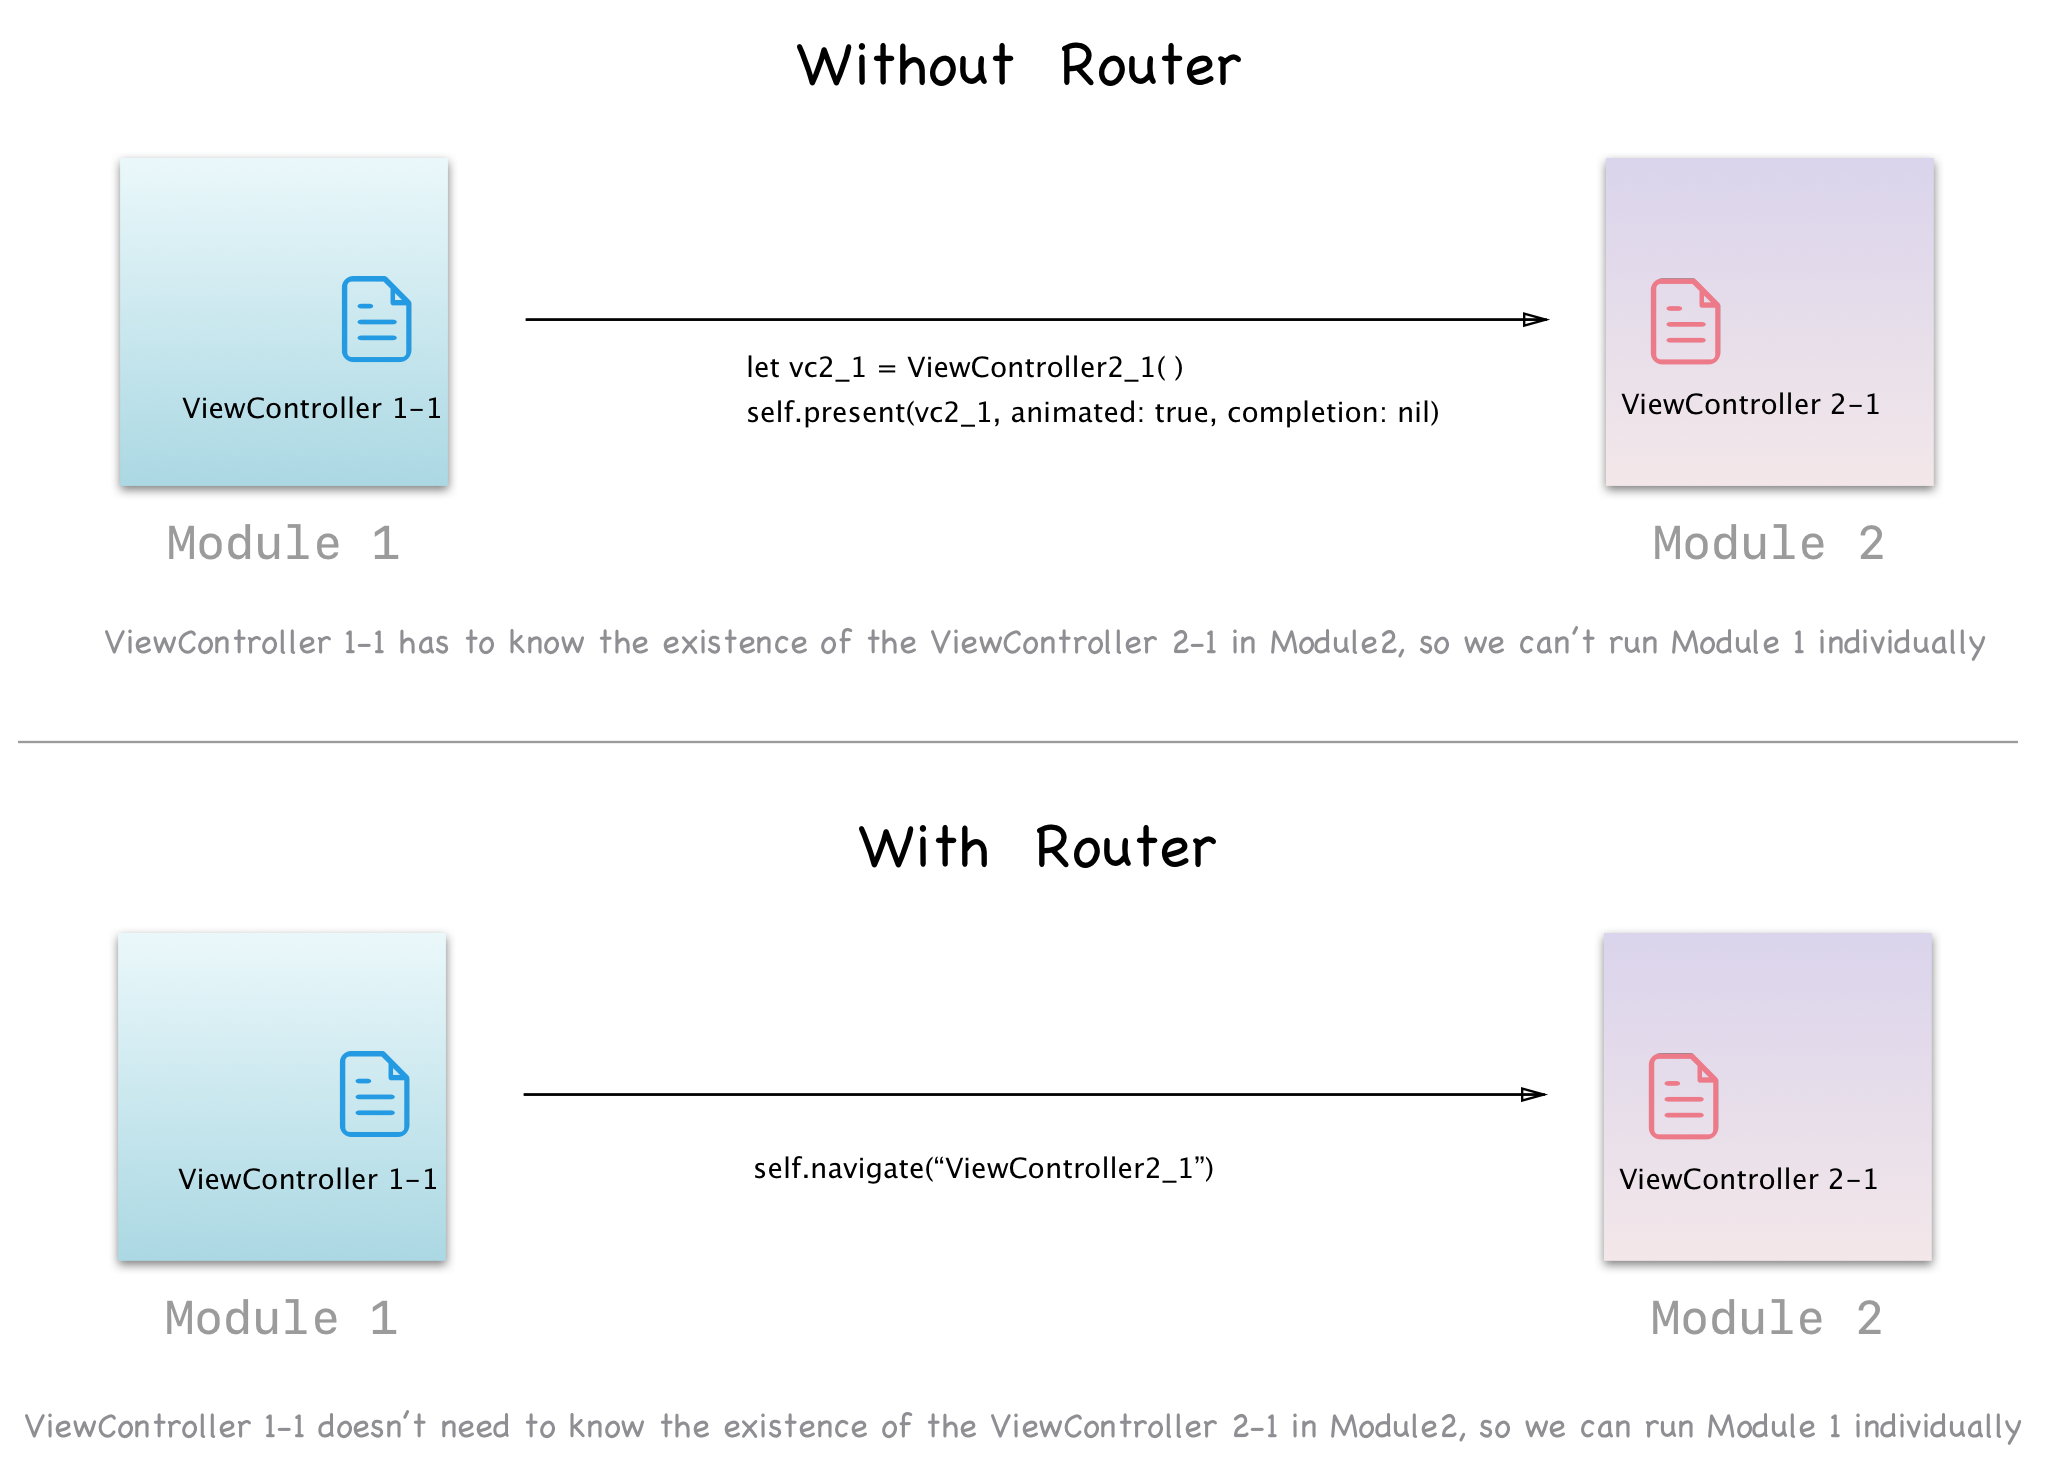 Without Router
let vc2_1 = ViewController2_1( )
self.present(vc2_1, animated: true, completion: nil)
ViewController 1-1
ViewController 2-1
Module 1
Module 2
ViewController 1-1 has to know the existence of the ViewController 2-1 in Module2, so we can't run Module 1 individually
With Router
self.navigate(“ViewController2_1”)
ViewController 1-1
ViewController 2-1
Module 1
Module 2
ViewController 1-1 doesn't need to know the existence of the ViewController 2-1 in Module2, so we can run Module 1 individually